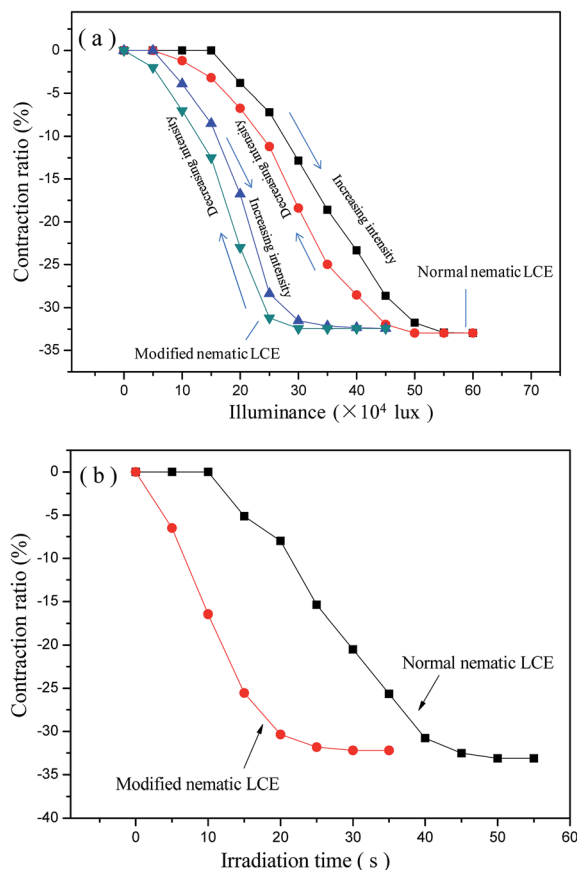 ( a )
0
-5
-10
-15
-20
-25
-30
-35
Contraction ratio (%)
Decreasing intensity
Increasing intensity
Decreasing intensity
Increasing intensity
Normal nematic LCE
Modified nematic LCE
0 10 20 30 40 50 60 70
Illuminance (×10⁴ lux)
( b )
0
-5
-10
-15
-20
-25
-30
-35
-40
Contraction ratio (%)
Normal nematic LCE
Modified nematic LCE
0 10 20 30 40 50 60
Irradiation time ( s )